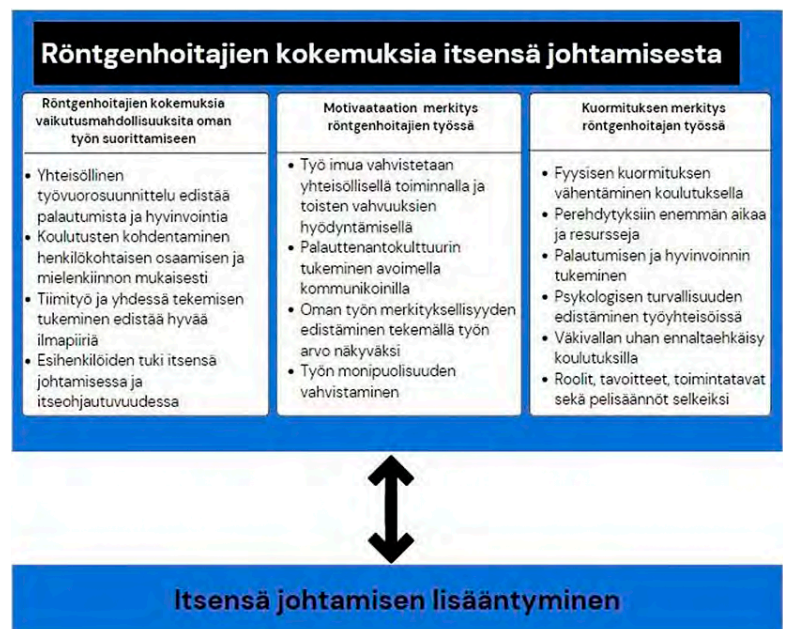 Röntgenhoitajien kokemuksia itsensä johtamisesta
Röntgenhoitajien kokemuksia
vaikutusmahdollisuuksita oman
työn suorittamiseen
• Yhteisöllinen
työvuorosuunnittelu edistää
palautumista ja hyvinvointia
• Koulutusten kohdentaminen
henkilökohtaisen osaamisen ja
mielenkiinnon mukaisesti
• Tiimityö ja yhdessä tekemisen
tukeminen edistää hyvää
ilmapiiriä
• Esihenkilöiden tuki itsensä
johtamisessa ja
itseohjautuvuudessa
Motivaataation merkitys
röntgenhoitajien työssä
• Työ imua vahvistetaan
yhteisöllisellä toiminnalla ja
toisten vahvuuksien
hyödyntämisellä
• Palauttenantokulttuurin
tukeminen avoimella
kommunikoinilla
• Oman työn merkityksellisyyden
edistäminen tekemällä työn
arvo näkyväksi
• Työn monipuolisuuden
vahvistaminen
Kuormituksen merkitys
röntgenhoitajan työssä
• Fyysisen kuormituksen
vähentäminen koulutuksella
• Perehdytyksiin enemmän aikaa
ja resursseja
• Palautumisen ja hyvinvoinnin
tukeminen
• Psykologisen turvallisuuden
edistäminen työyhteisöissä
• Väkivallan uhan ennaltaehkäisy
koulutuksilla
• Roolit, tavoitteet, toimintatavat
sekä pelisäännöt selkeiksi
Itsensä johtamisen lisääntyminen